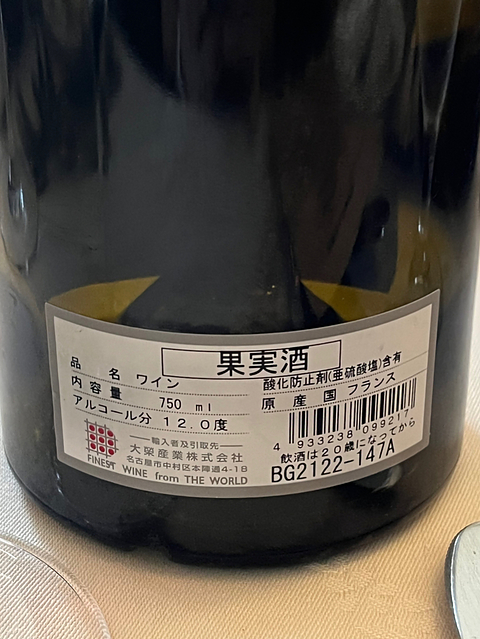 果実酒
品名 ワイン
酸化防止剤(亜硫酸塩)含有
内容量 750 ml
原産国 フランス
アルコール分 12.0度
4 933238 099217
輸入者及引取先
大榮産業株式会社
飲酒は20歳になってから
名古屋市中村区本陣通4-18
BG2122-147A
FINEST WINE from THE WORLD